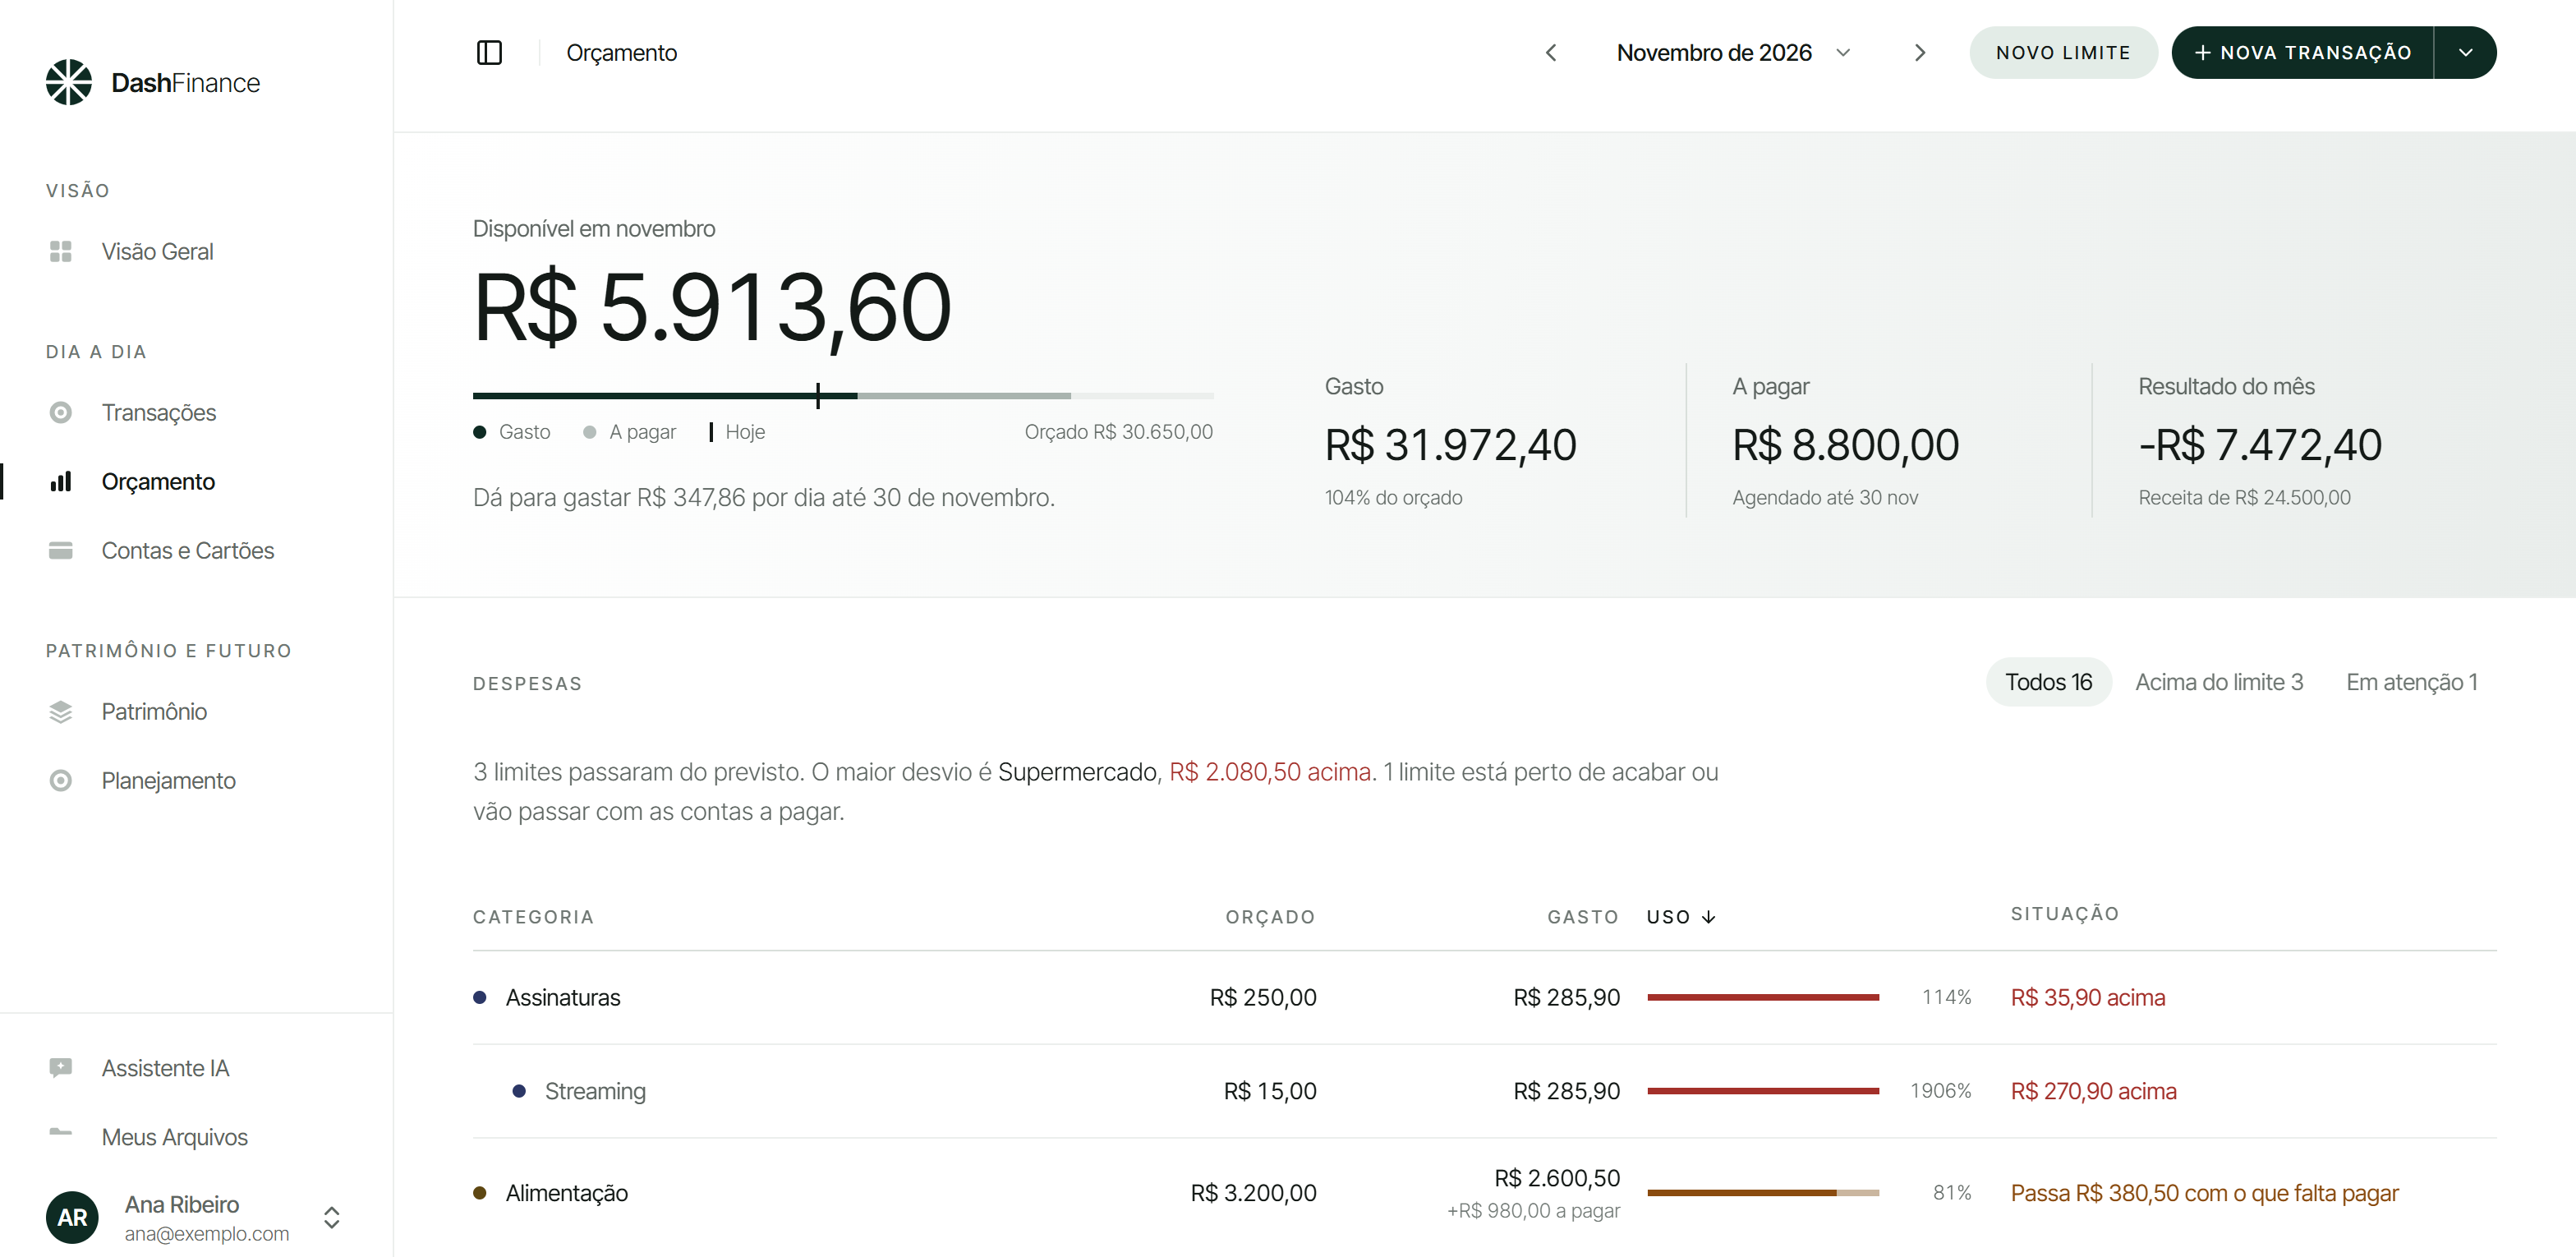 DashFinance
VISÃO
Visão Geral
DIA A DIA
Transações
Orçamento
Contas e Cartões
PATRIMÔNIO E FUTURO
Patrimônio
Planejamento
Assistente IA
Meus Arquivos
AR
Ana Ribeiro
ana@exemplo.com
Orçamento
Novembro de 2026
NOVO LIMITE
+ NOVA TRANSAÇÃO
Disponível em novembro
R$ 5.913,60
Gasto
A pagar
Hoje
Orçado R$ 30.650,00
Dá para gastar R$ 347,86 por dia até 30 de novembro.
Gasto
R$ 31.972,40
104% do orçado
A pagar
R$ 8.800,00
Agendado até 30 nov
Resultado do mês
-R$ 7.472,40
Receita de R$ 24.500,00
DESPESAS
Todos 16
Acima do limite 3
Em atenção 1
3 limites passaram do previsto. O maior desvio é Supermercado, R$ 2.080,50 acima. 1 limite está perto de acabar ou
vão passar com as contas a pagar.
CATEGORIA ORÇADO GASTO USO ↓ SITUAÇÃO
Assinaturas R$ 250,00 R$ 285,90 114% R$ 35,90 acima
Streaming R$ 15,00 R$ 285,90 1906% R$ 270,90 acima
Alimentação R$ 3.200,00 R$ 2.600,50 81% Passa R$ 380,50 com o que falta pagar
+R$ 980,00 a pagar